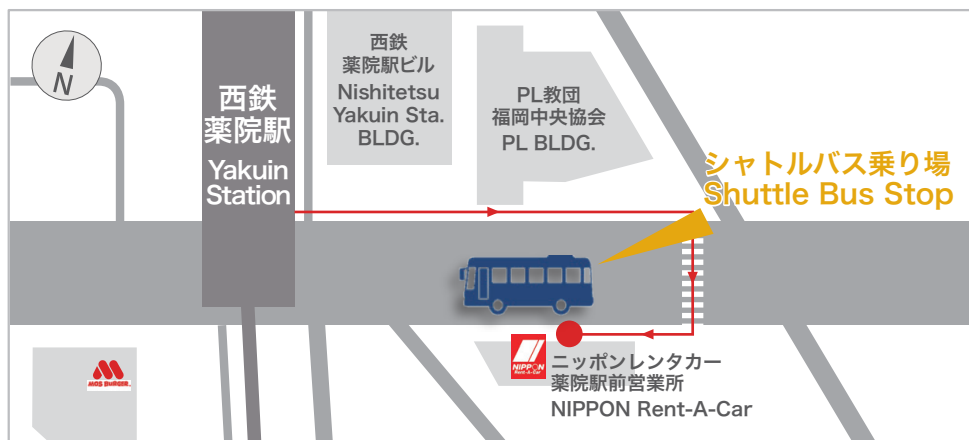 N
西鉄
薬院駅
Yakuin
Station
西鉄
薬院駅ビル
Nishitetsu
Yakuin Sta.
BLDG.
PL教団
福岡中央協会
PL BLDG.
シャトルバス乗り場
Shuttle Bus Stop
MOS BURGER
NIPPON
Rent-A-Car
ニッポンレンタカー
薬院駅前営業所
NIPPON Rent-A-Car